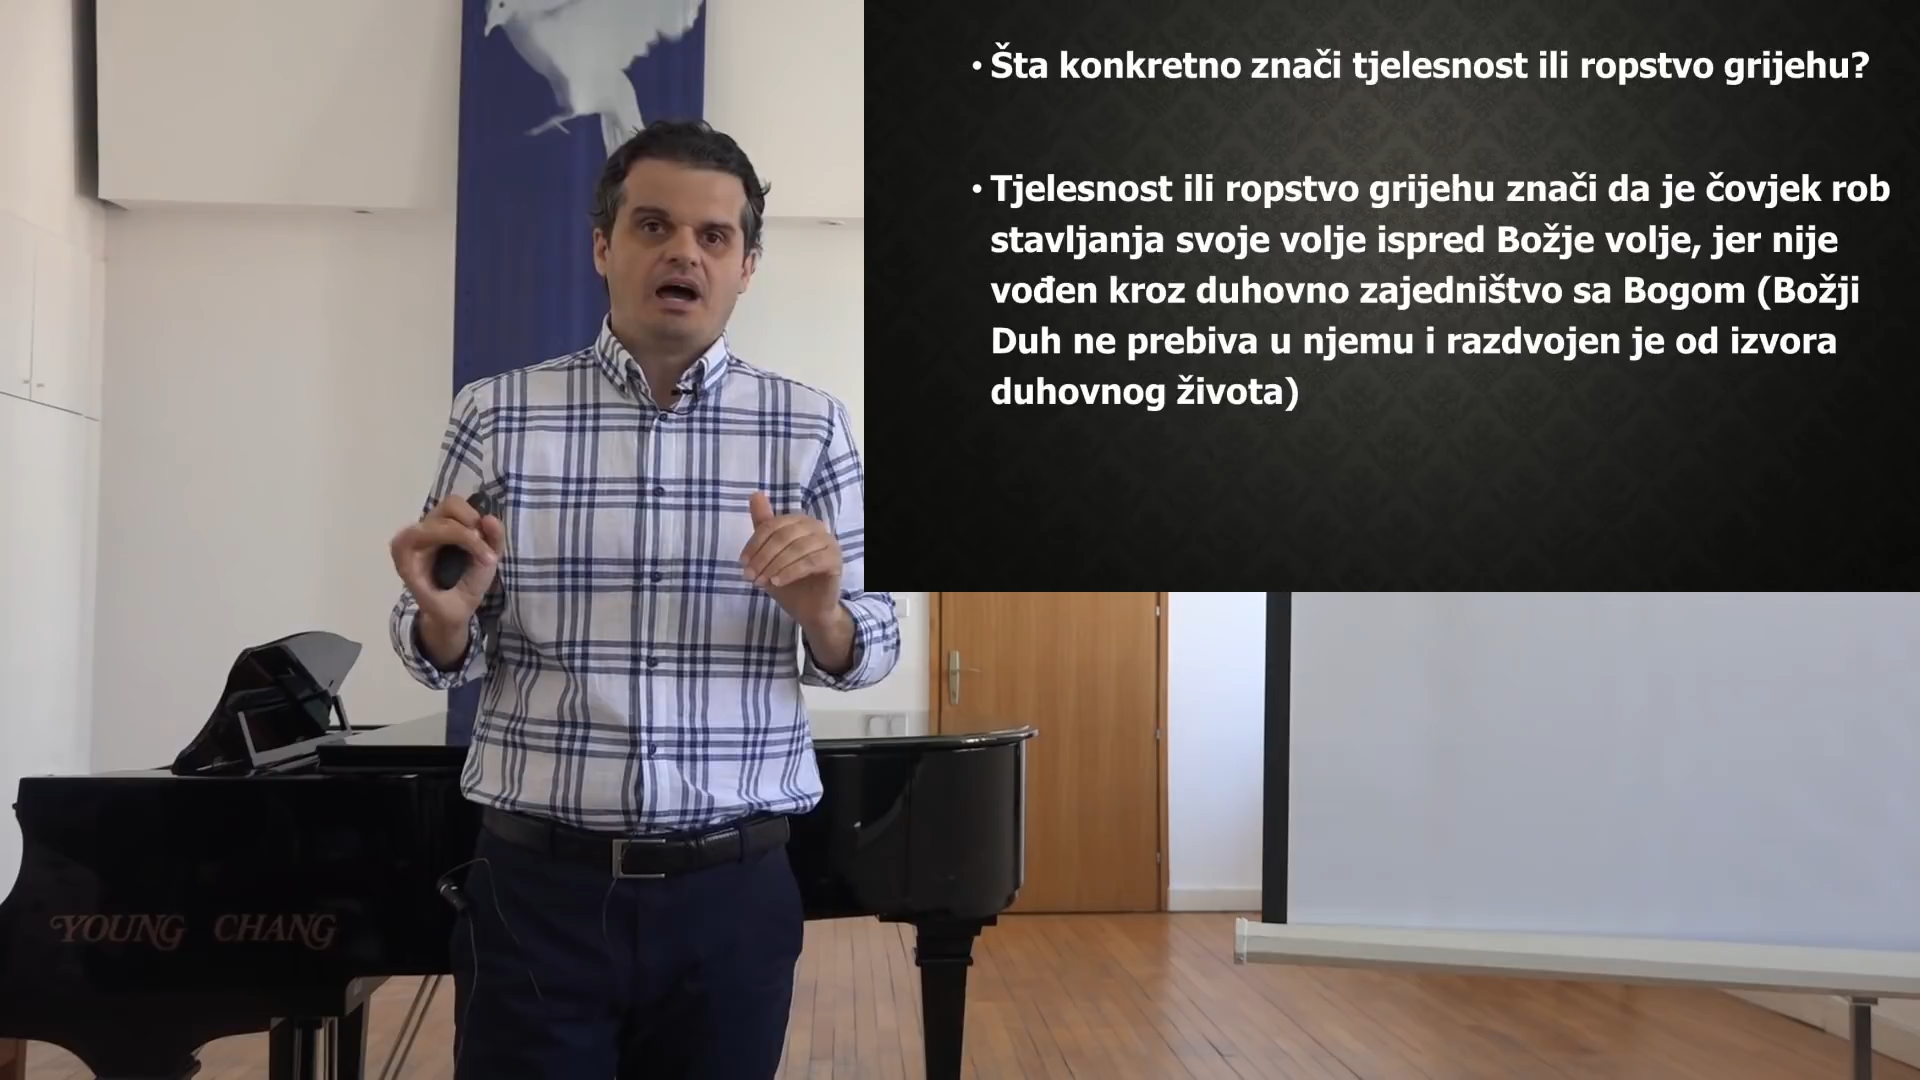 • Šta konkretno znači tjelesnost ili ropstvo grijehu?
• Tjelesnost ili ropstvo grijehu znači da je čovjek rob
stavljanja svoje volje ispred Božje volje, jer nije
vođen kroz duhovno zajedništvo sa Bogom (Božji
Duh ne prebiva u njemu i razdvojen je od izvora
duhovnog života)
YOUNG CHANG